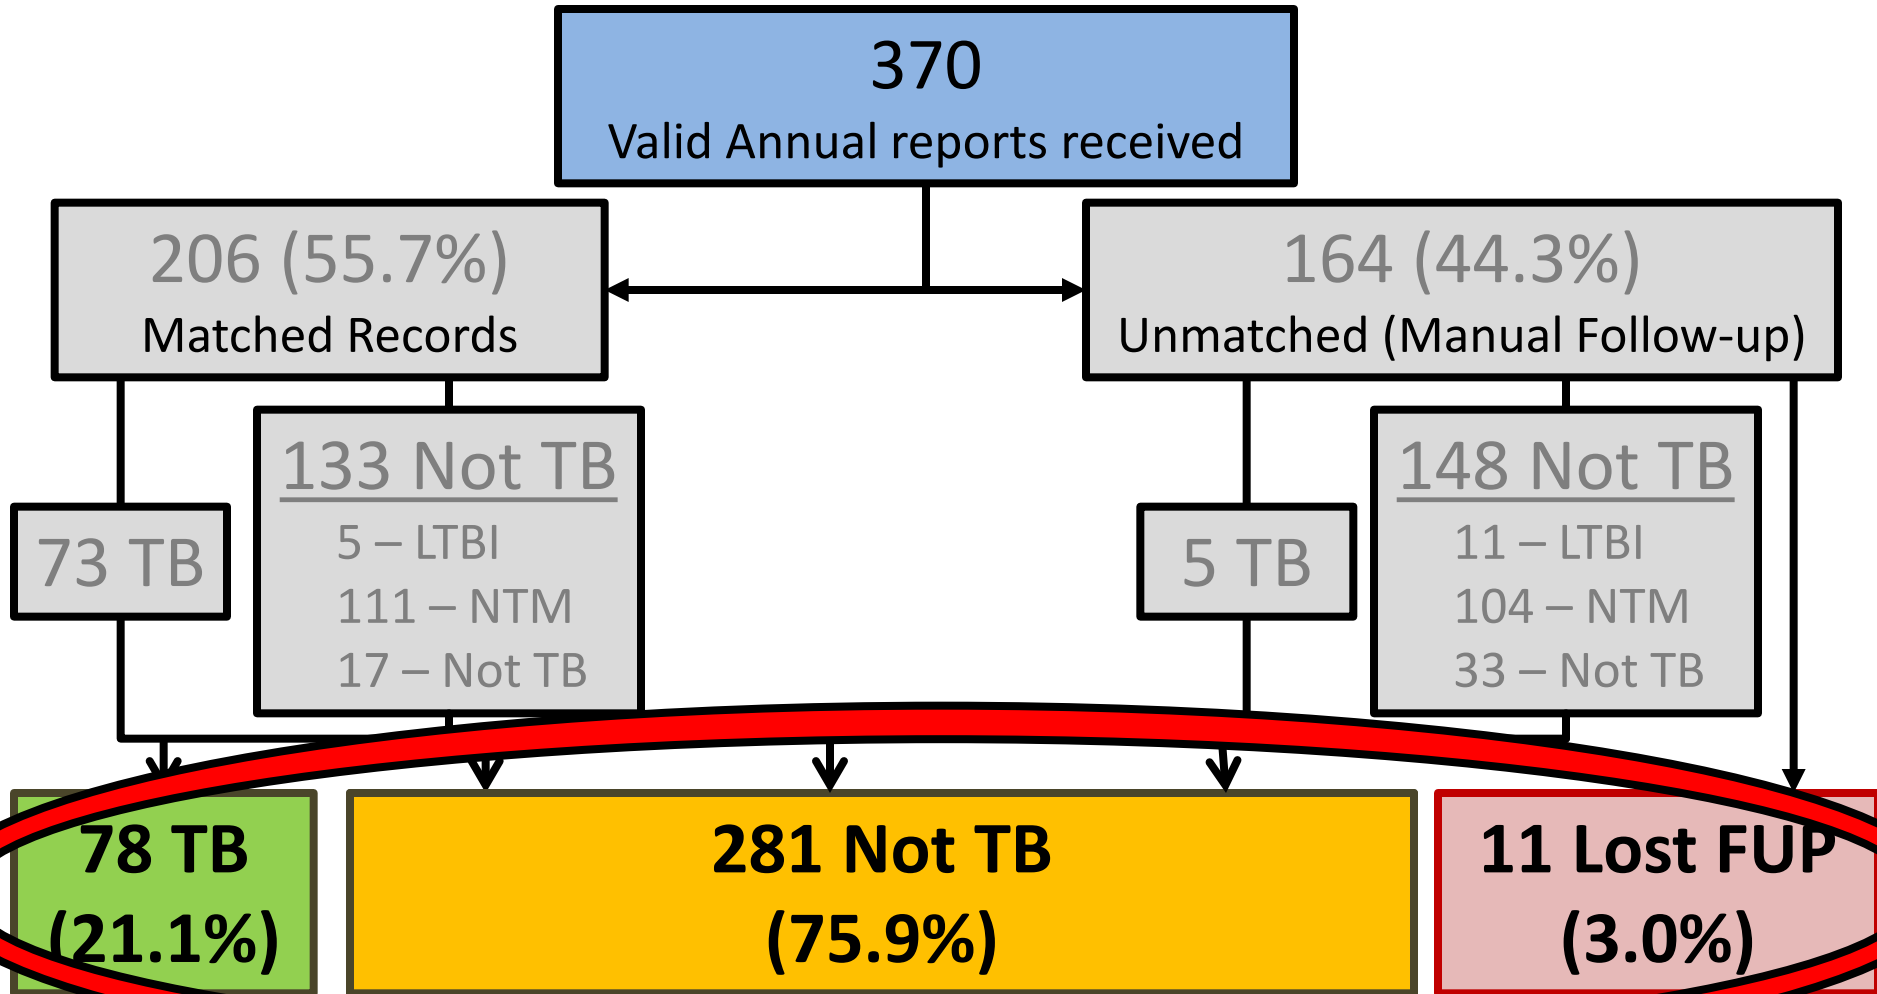 370
Valid Annual reports received
206 (55.7%)
Matched Records
164 (44.3%)
Unmatched (Manual Follow-up)
73 TB
133 Not TB
5 – LTBI
111 – NTM
17 – Not TB
5 TB
148 Not TB
11 – LTBI
104 – NTM
33 – Not TB
78 TB
(21.1%)
281 Not TB
(75.9%)
11 Lost FUP
(3.0%)